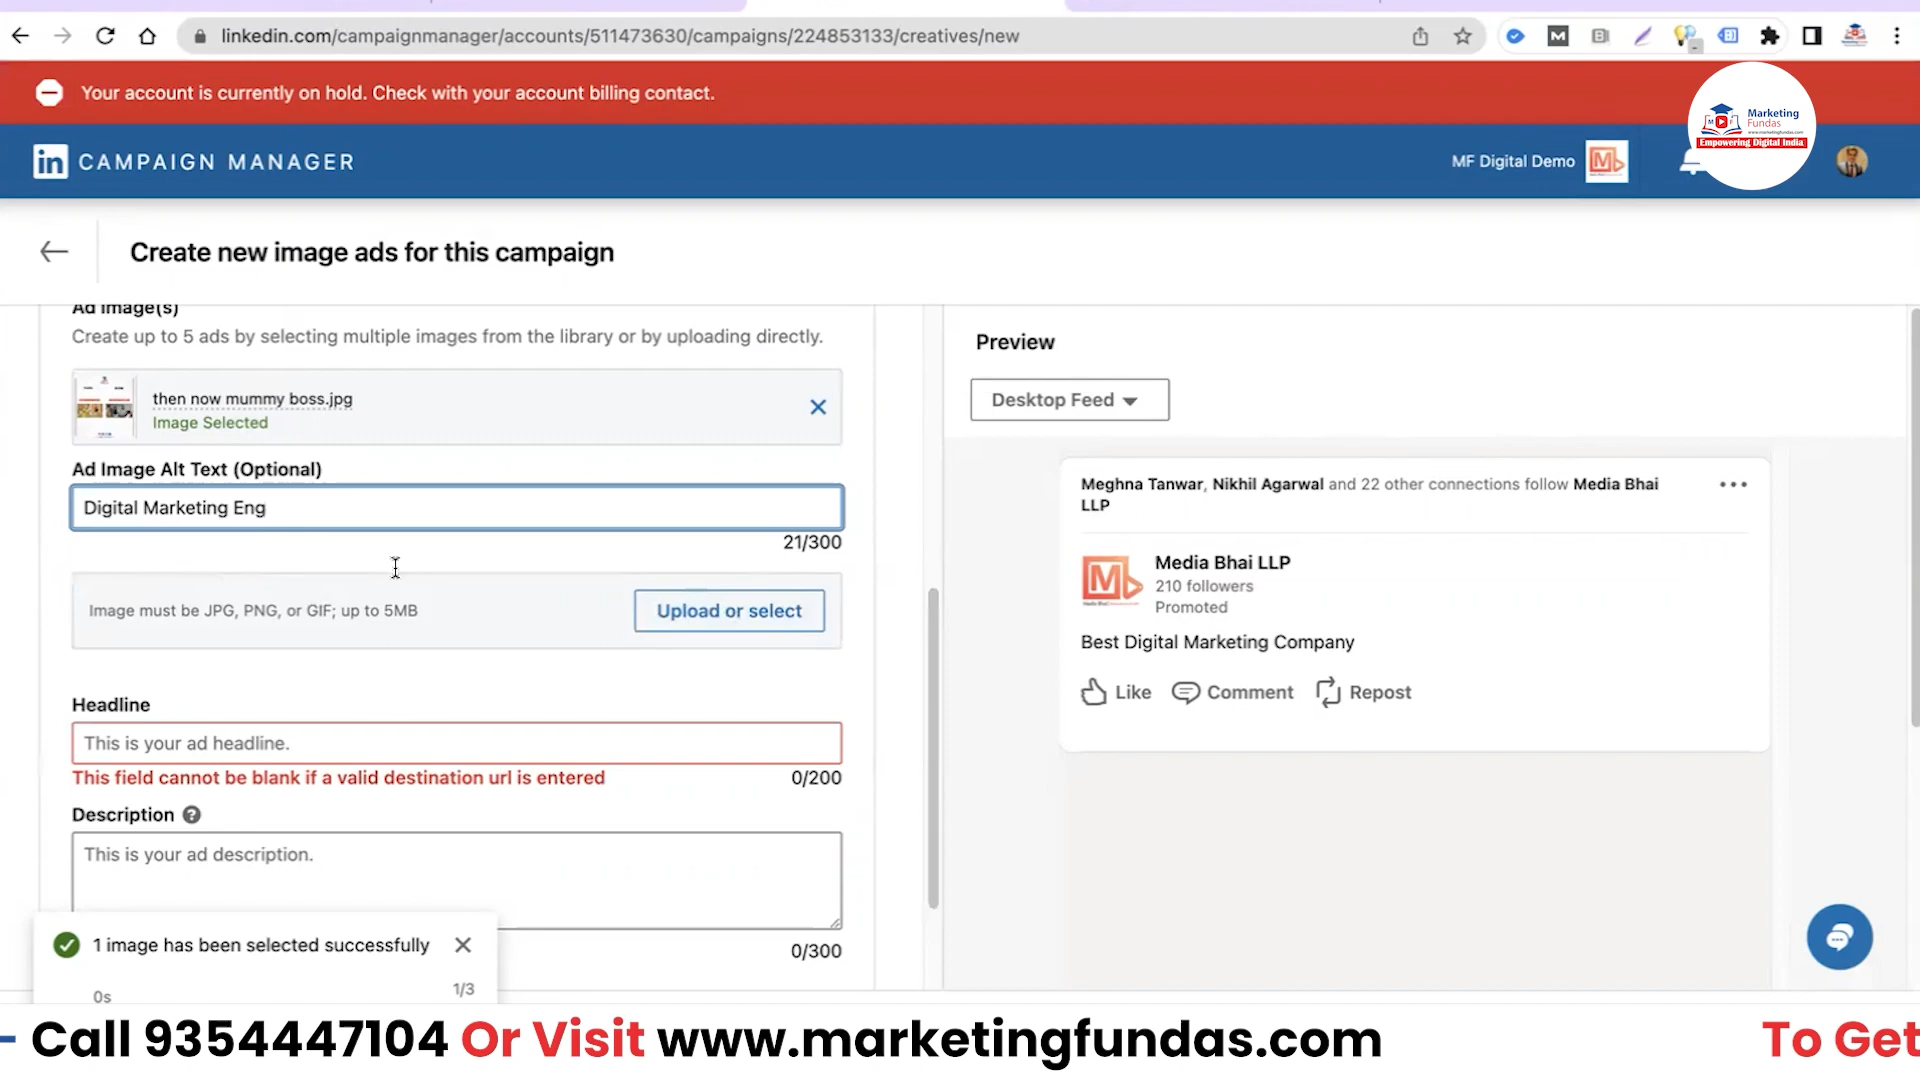 linkedin.com/campaignmanager/accounts/511473630/campaigns/224853133/creatives/new
Your account is currently on hold. Check with your account billing contact.
in CAMPAIGN MANAGER
MF Digital Demo
Marketing
Fundas
www.marketingfundas.com
Empowering Digital India
Create new image ads for this campaign
Ad Image(s)
Create up to 5 ads by selecting multiple images from the library or by uploading directly.
then now mummy boss.jpg
Image Selected
Ad Image Alt Text (Optional)
Digital Marketing Eng
21/300
Image must be JPG, PNG, or GIF; up to 5MB
Upload or select
Headline
This is your ad headline.
This field cannot be blank if a valid destination url is entered
0/200
Description ?
This is your ad description.
0/300
1 image has been selected successfully
0s
1/3
Preview
Desktop Feed
Meghna Tanwar, Nikhil Agarwal and 22 other connections follow Media Bhai
LLP
Media Bhai LLP
210 followers
Promoted
Best Digital Marketing Company
Like
Comment
Repost
- Call 9354447104 Or Visit www.marketingfundas.com
To Get